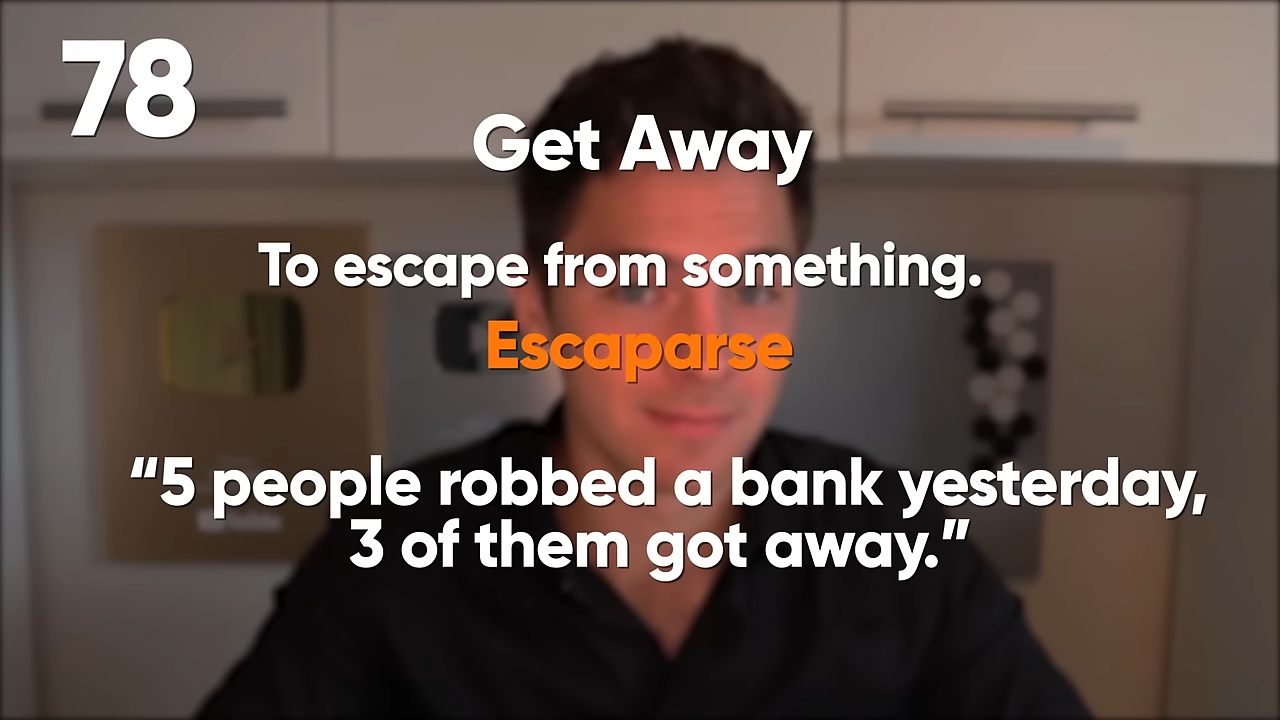 78
Get Away
To escape from something.
Escaparse
“5 people robbed a bank yesterday,
3 of them got away.”